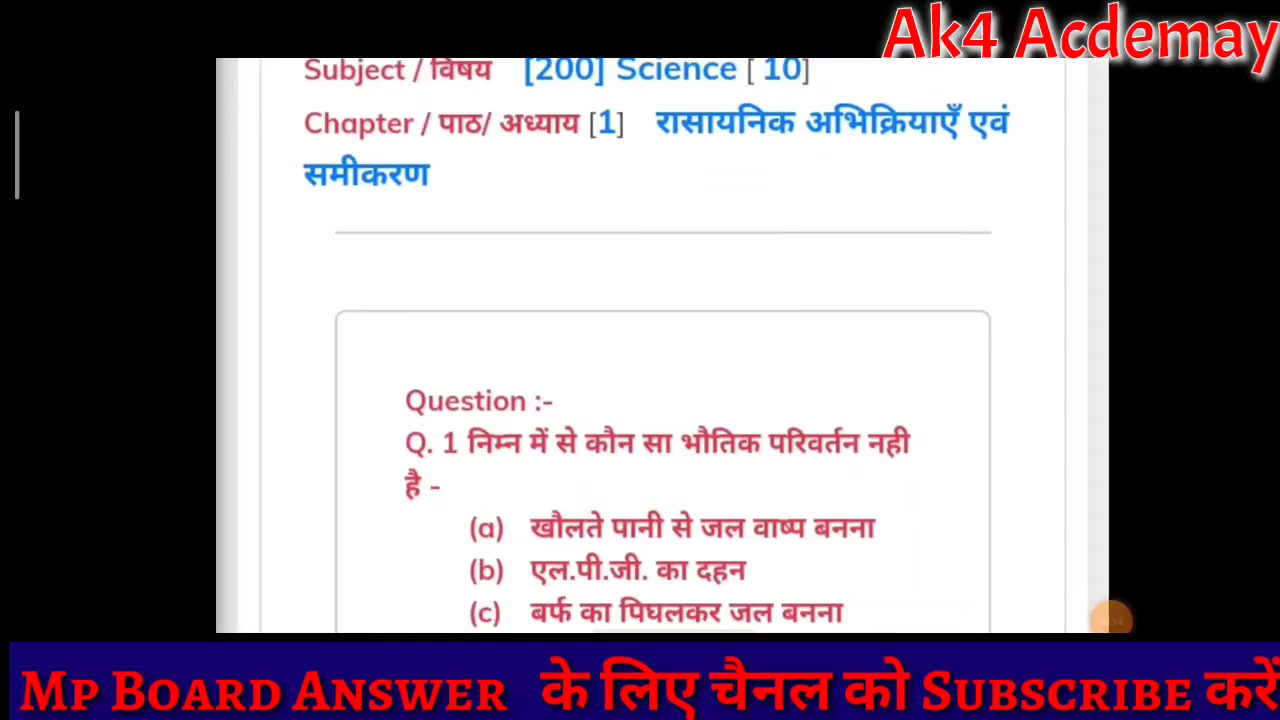 Ak4 Acdemay
Subject / विषय [200] Science [ 10]
Chapter / पाठ/ अध्याय [1] रासायनिक अभिक्रियाएँ एवं
समीकरण
Question :-
Q. 1 निम्न में से कौन सा भौतिक परिवर्तन नही
है -
(a) खौलते पानी से जल वाष्प बनना
(b) एल.पी.जी. का दहन
(c) बर्फ का पिघलकर जल बनना
Mp Board Answer के लिए चैनल को Subscribe करें